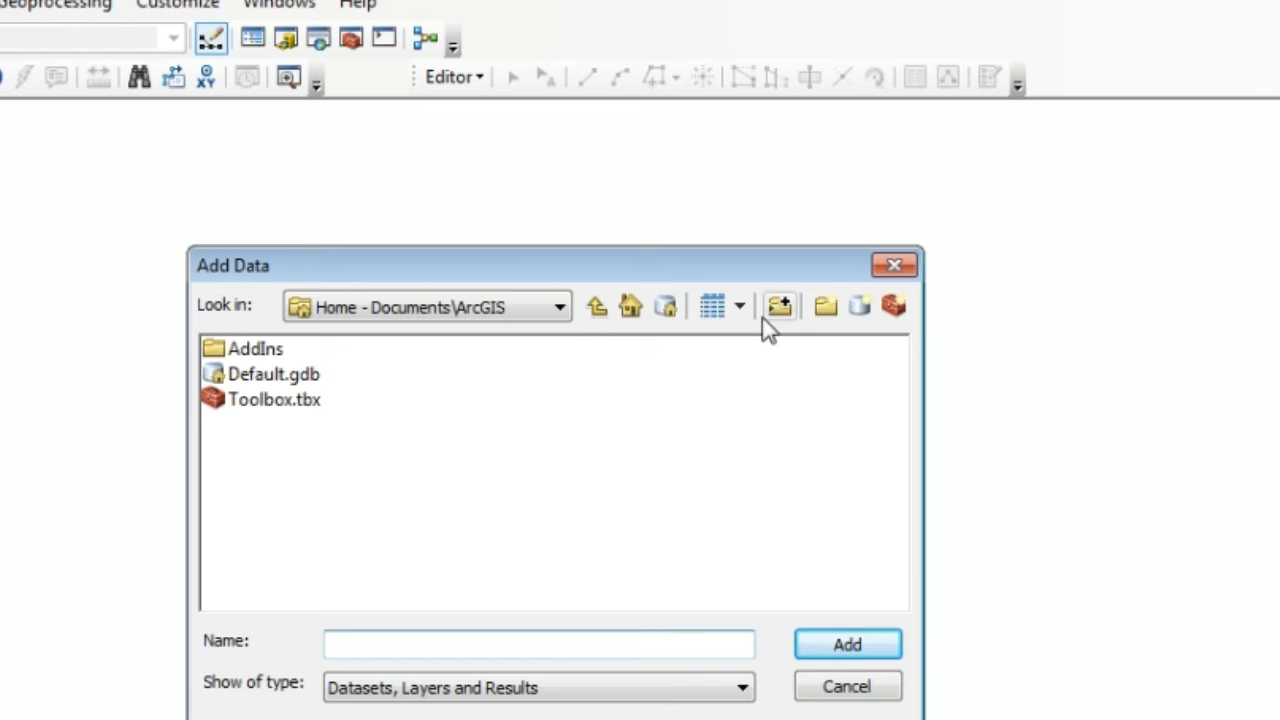 Geoprocessing Customize Windows Help
XY Editor
Add Data
Look in: Home - Documents\ArcGIS
AddIns
Default.gdb
Toolbox.tbx
Name: Add
Show of type: Datasets, Layers and Results Cancel